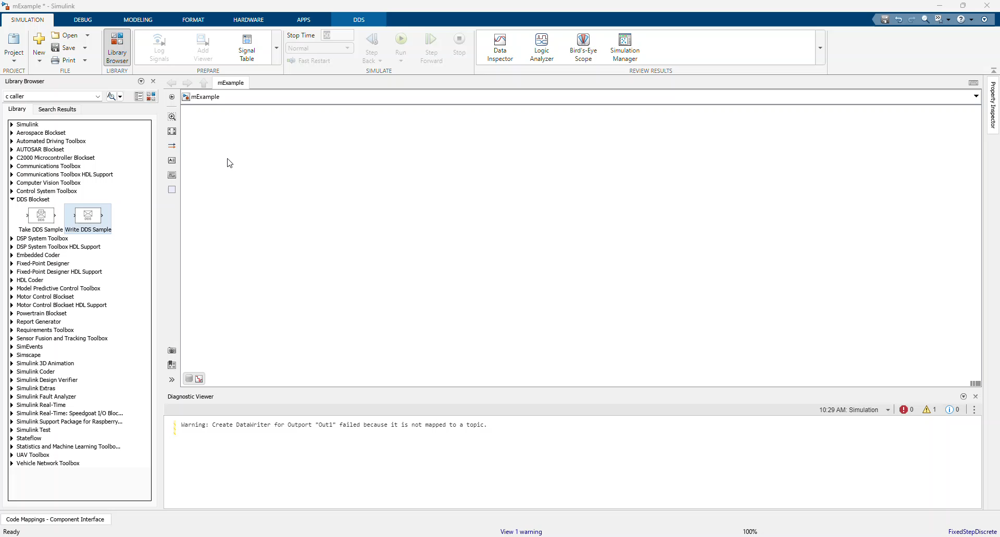 mExample * - Simulink
SIMULATION DEBUG MODELING FORMAT HARDWARE APPS DDS
Project
PROJECT
New
Open
Save
Print
FILE
Library
Browser
LIBRARY
Log
Signals
Add
Viewer
Signal
Table
PREPARE
Stop Time 50
Normal
Fast Restart
Step
Back
Run
Step
Forward
Stop
SIMULATE
Data
Inspector
Logic
Analyzer
Bird's-Eye
Scope
Simulation
Manager
REVIEW RESULTS
Library Browser
c caller
Library Search Results
Simulink
Aerospace Blockset
Automated Driving Toolbox
AUTOSAR Blockset
C2000 Microcontroller Blockset
Communications Toolbox
Communications Toolbox HDL Support
Computer Vision Toolbox
Control System Toolbox
DDS Blockset
DDS DDS
Take DDS Sample Write DDS Sample
DSP System Toolbox
DSP System Toolbox HDL Support
Embedded Coder
Fixed-Point Designer
Fixed-Point Designer HDL Support
HDL Coder
Model Predictive Control Toolbox
Motor Control Blockset
Motor Control Blockset HDL Support
Powertrain Blockset
Report Generator
Requirements Toolbox
Sensor Fusion and Tracking Toolbox
SimEvents
Simscape
Simulink 3D Animation
Simulink Coder
Simulink Design Verifier
Simulink Extras
Simulink Fault Analyzer
Simulink Real-Time
Simulink Real-Time: Speedgoat I/O Bloc...
Simulink Support Package for Raspberry...
Simulink Test
Stateflow
Statistics and Machine Learning Toolbo...
UAV Toolbox
Vehicle Network Toolbox
mExample
mExample
Property Inspector
Diagnostic Viewer
10:29 AM: Simulation 0 1 0
Warning: Create DataWriter for Outport "Out1" failed because it is not mapped to a topic.
Code Mappings - Component Interface
Ready View 1 warning 100% FixedStepDiscrete